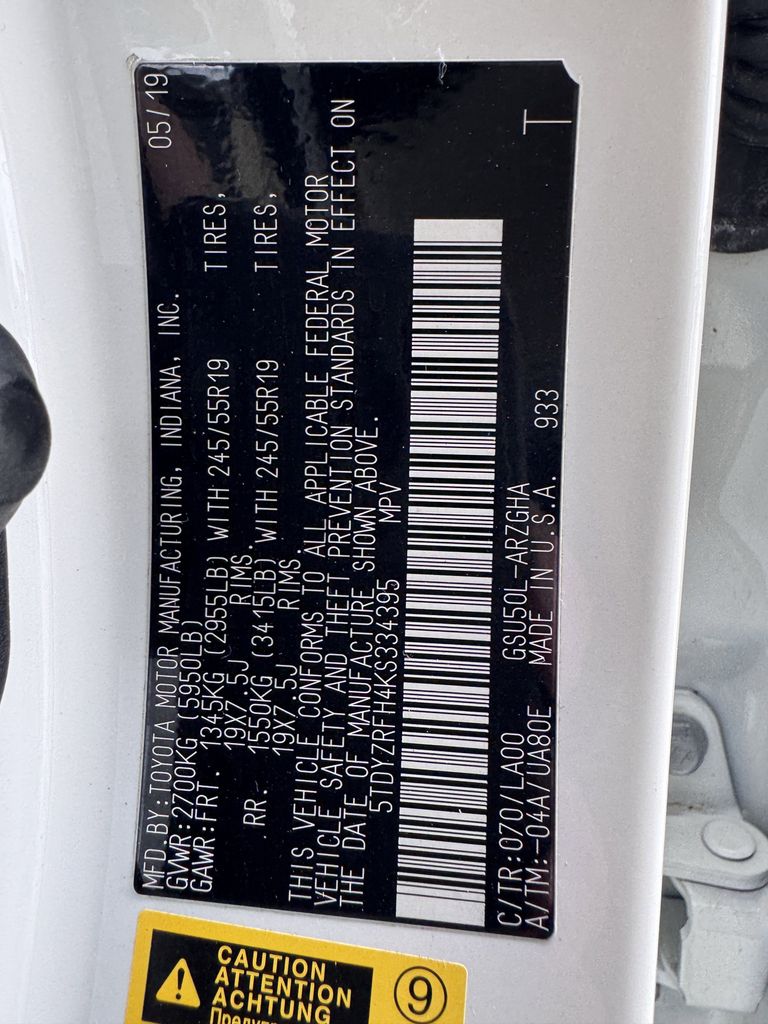 MFD.BY:TOYOTA MOTOR MANUFACTURING, INDIANA, INC. 05/19
GVWR:2700KG (5950LB)
GAWR:FRT. 1345KG (2955LB) WITH 245/55R19 TIRES,
19X7.5J RIMS.
RR. 1550KG (3415LB) WITH 245/55R19 TIRES,
19X7.5J RIMS.
THIS VEHICLE CONFORMS TO ALL APPLICABLE FEDERAL MOTOR
VEHICLE SAFETY AND THEFT PREVENTION STANDARDS IN EFFECT ON
THE DATE OF MANUFACTURE SHOWN ABOVE.
5TDYZRFH4KS334395 MPV
C/TR:070/LA00 GSU50L-ARZGHA T
A/TM:-04A/UA80E MADE IN U.S.A. 933
CAUTION
ATTENTION
ACHTUNG
9